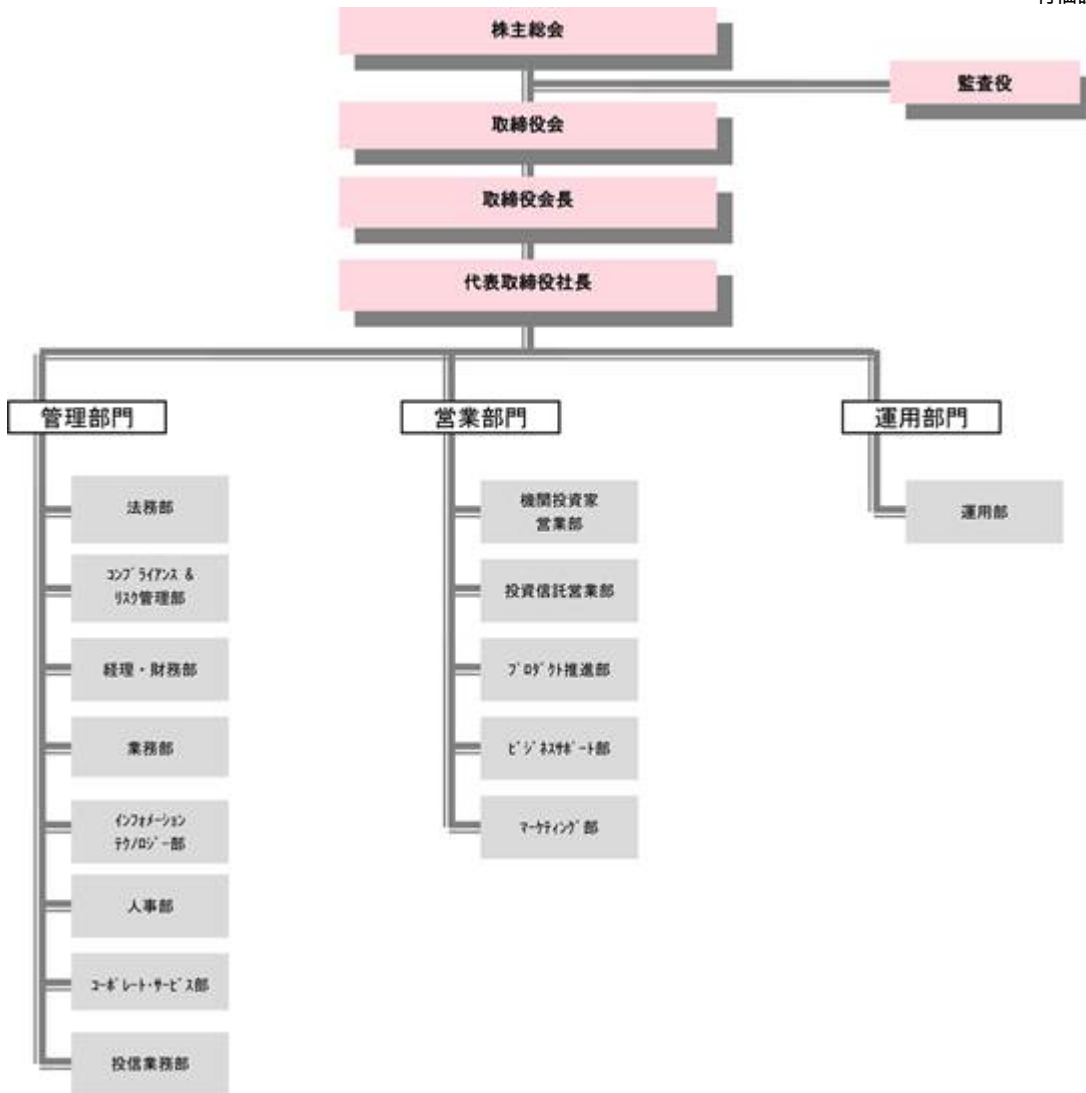 株主総会
監査役
取締役会
取締役会長
代表取締役社長
管理部門
営業部門
運用部門
法務部
コンプライアンス &
リスク管理部
経理・財務部
業務部
インフォメーション
テクノロジー部
人事部
コーポレート・サービス部
投信業務部
機関投資家
営業部
投資信託営業部
プロダクト推進部
ビジネスサポート部
マーケティング部
運用部